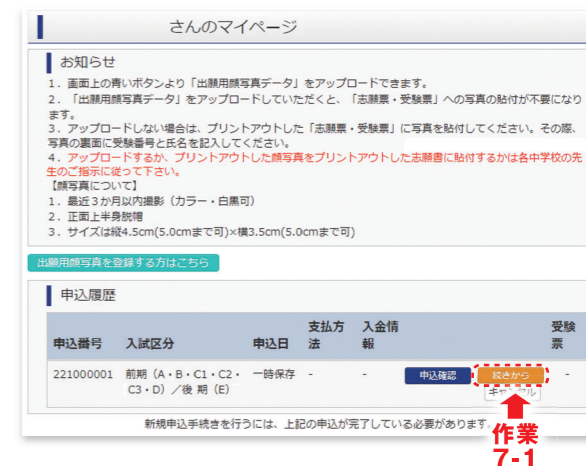 さんのマイページ
お知らせ
1．画面上の青いボタンより「出願用顔写真データ」をアップロードできます。
2．「出願用顔写真データ」をアップロードしていただくと、「志願票・受験票」への写真の貼付が不要になり
ます。
3．アップロードしない場合は、プリントアウトした「志願票・受験票」に写真を貼付してください。その際、
写真の裏面に受験番号と氏名を記入してください。
4．アップロードするか、プリントアウトした顔写真をプリントアウトした志願書に貼付するかは各中学校の先
生のご指示に従って下さい。
【顔写真について】
1．最近３か月以内撮影（カラー・白黒可）
2．正面上半身脱帽
3．サイズは縦4.5cm(5.0cmまで可)×横3.5cm(5.0cmまで可)
出願用顔写真を登録する方はこちら
申込履歴
申込番号 入試区分 申込日 支払方法 入金情報 受験票
221000001 前期（A・B・C1・C2・ 一時保存 - - 申込確認 続きから -
C3・D）／後 期（E） キャンセル
新規申込手続きを行うには、上記の申込が完了している必要があります。
作業
7-1